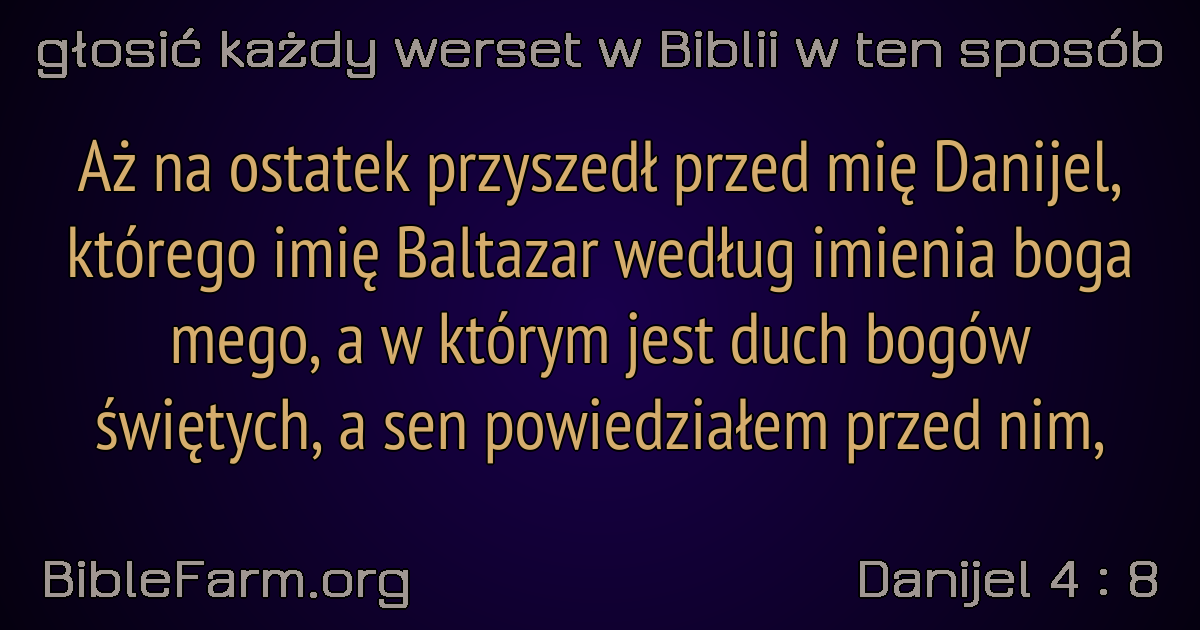 głosić każdy werset w Biblii w ten sposób
Aż na ostatek przyszedł przed mię Danijel,
którego imię Baltazar według imienia boga
mego, a w którym jest duch bogów
świętych, a sen powiedziałem przed nim,
BibleFarm.org
Danijel 4 : 8